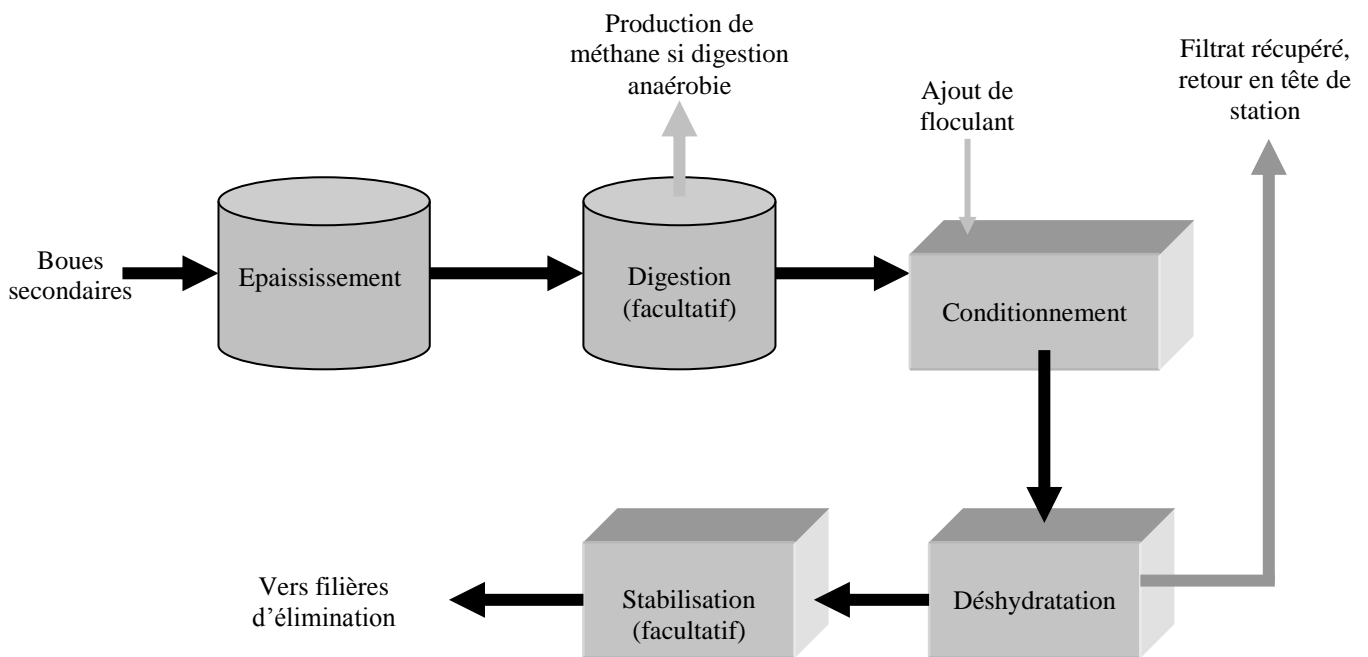 Production de
méthane si digestion
anaérobie
Filtrat récupéré,
retour en tête de
station
Ajout de
floculant
Boues
secondaires
Epaississement
Digestion
(facultatif)
Conditionnement
Vers filières
d’élimination
Stabilisation
(facultatif)
Déshydratation